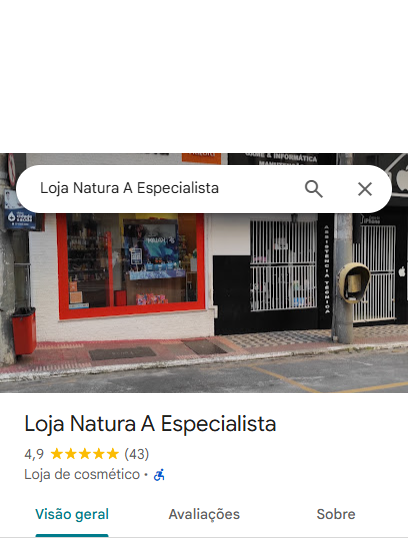 Loja Natura A Especialista
INFORMÁTICA
ASSISTÊNCIA TÉCNICA
Loja Natura A Especialista
4,9 (43)
Loja de cosmético ·
Visão geral Avaliações Sobre